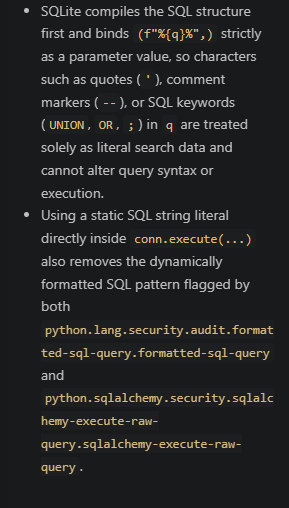 • SQLite compiles the SQL structure
first and binds (f"%{q}%",) strictly
as a parameter value, so characters
such as quotes ( ' ), comment
markers ( -- ), or SQL keywords
( UNION , OR , ; ) in q are treated
solely as literal search data and
cannot alter query syntax or
execution.
• Using a static SQL string literal
directly inside conn.execute(...)
also removes the dynamically
formatted SQL pattern flagged by
both
python.lang.security.audit.format
ted-sql-query.formatted-sql-query
and
python.sqlalchemy.security.sqlalc
hemy-execute-raw-
query.sqlalchemy-execute-raw-
query .